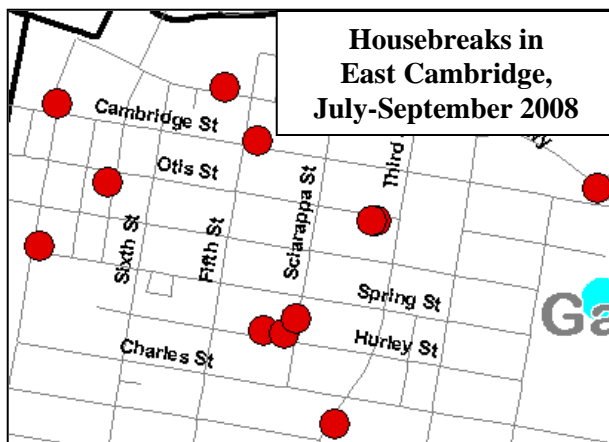 Housebreaks in
East Cambridge,
July-September 2008
Cambridge St
Otis St
Third
Sciarappa St
Sixth St
Fifth St
Spring St
Hurley St
Charles St
Ga